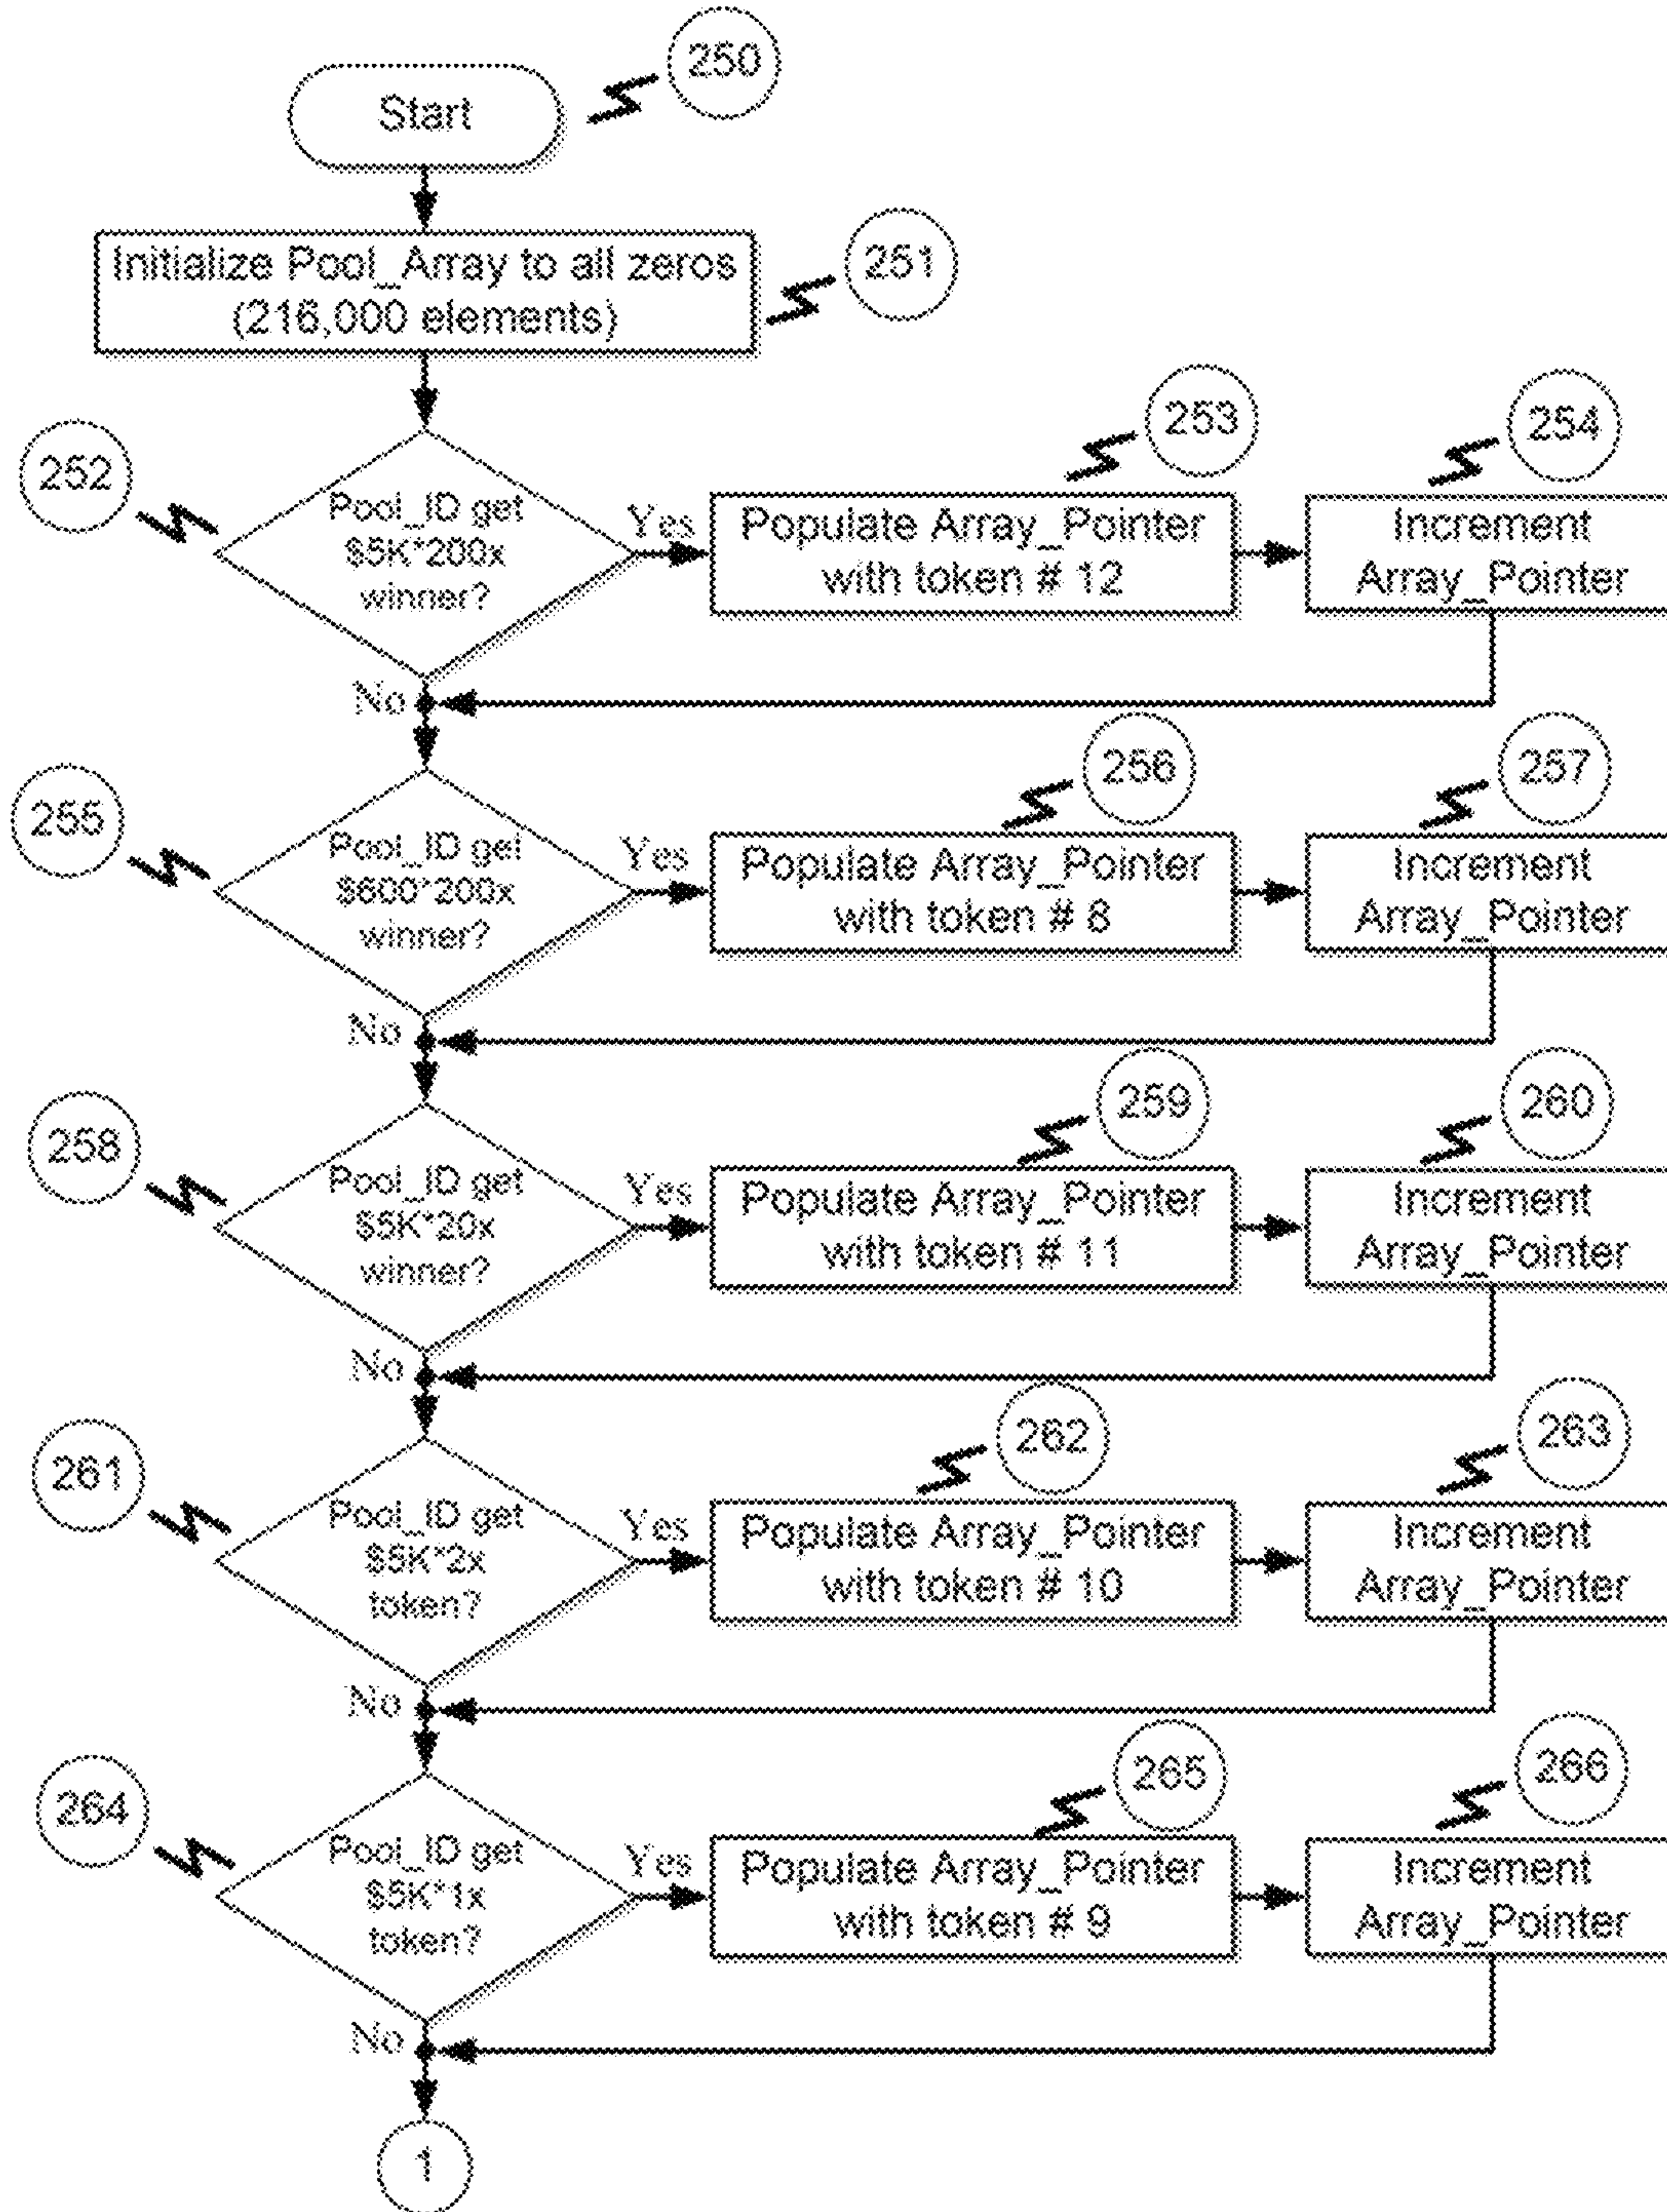 250
Start
Initialize Pool_Array to all zeros
(216,000 elements)
251
252
Pool_ID get
$5K*200x
winner?
Yes
No
253
Populate Array_Pointer
with token # 12
254
Increment
Array_Pointer
255
Pool_ID get
$600*200x
winner?
Yes
No
256
Populate Array_Pointer
with token # 8
257
Increment
Array_Pointer
258
Pool_ID get
$5K*20x
winner?
Yes
No
259
Populate Array_Pointer
with token # 11
260
Increment
Array_Pointer
261
Pool_ID get
$5K*2x
token?
Yes
No
262
Populate Array_Pointer
with token # 10
263
Increment
Array_Pointer
264
Pool_ID get
$5K*1x
token?
Yes
No
265
Populate Array_Pointer
with token # 9
266
Increment
Array_Pointer
1